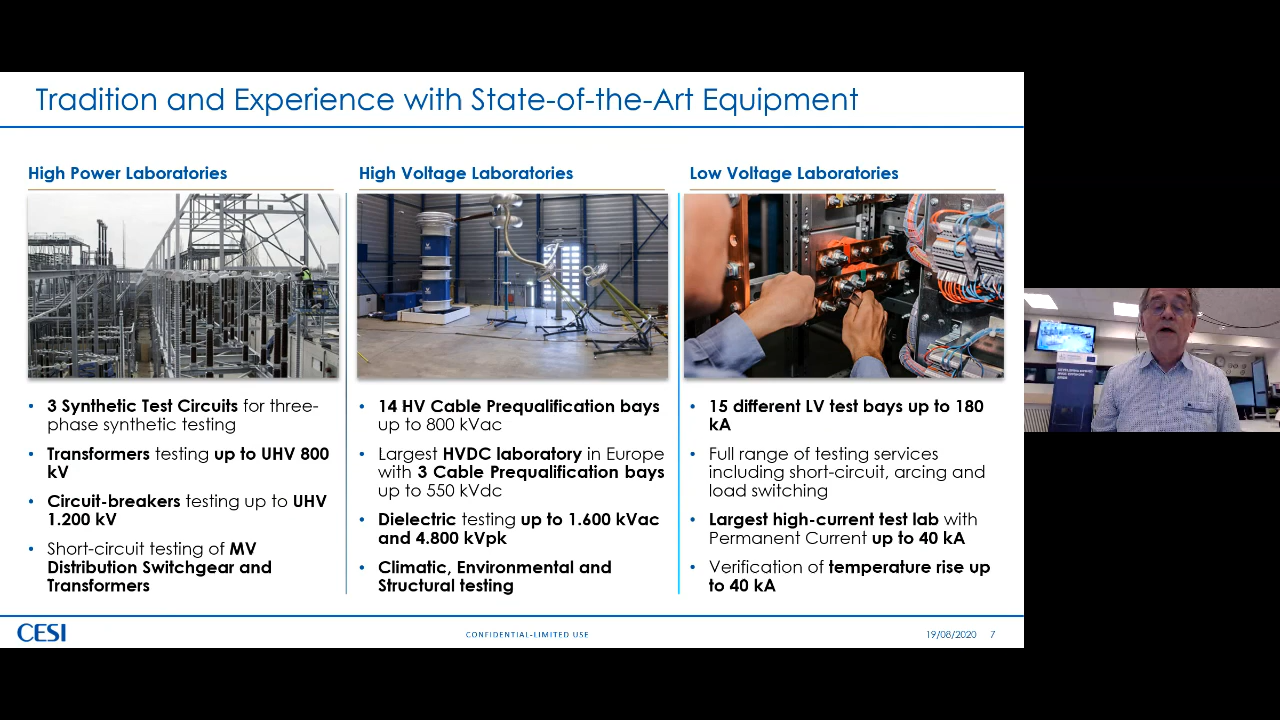 Tradition and Experience with State-of-the-Art Equipment
High Power Laboratories
• 3 Synthetic Test Circuits for three-
phase synthetic testing
• Transformers testing up to UHV 800
kV
• Circuit-breakers testing up to UHV
1.200 kV
• Short-circuit testing of MV
Distribution Switchgear and
Transformers
High Voltage Laboratories
• 14 HV Cable Prequalification bays
up to 800 kVac
• Largest HVDC laboratory in Europe
with 3 Cable Prequalification bays
up to 550 kVdc
• Dielectric testing up to 1.600 kVac
and 4.800 kVpk
• Climatic, Environmental and
Structural testing
Low Voltage Laboratories
• 15 different LV test bays up to 180
kA
• Full range of testing services
including short-circuit, arcing and
load switching
• Largest high-current test lab with
Permanent Current up to 40 kA
• Verification of temperature rise up
to 40 kA
CESI
CONFIDENTIAL-LIMITED USE
19/08/2020 7